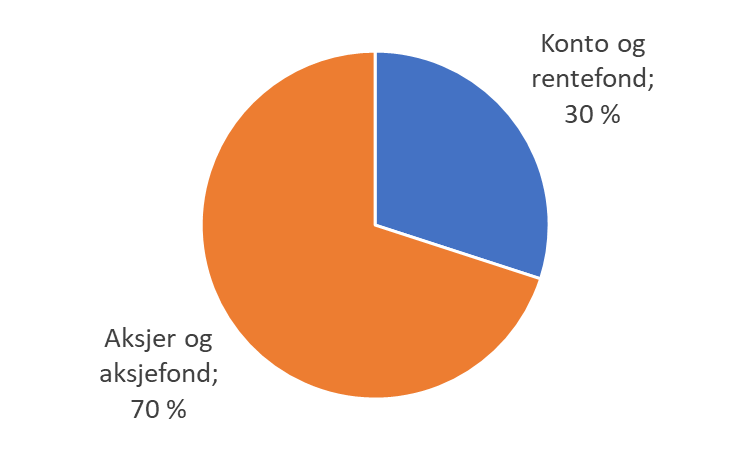 Konto og
rentefond;
30 %
Aksjer og
aksjefond;
70 %